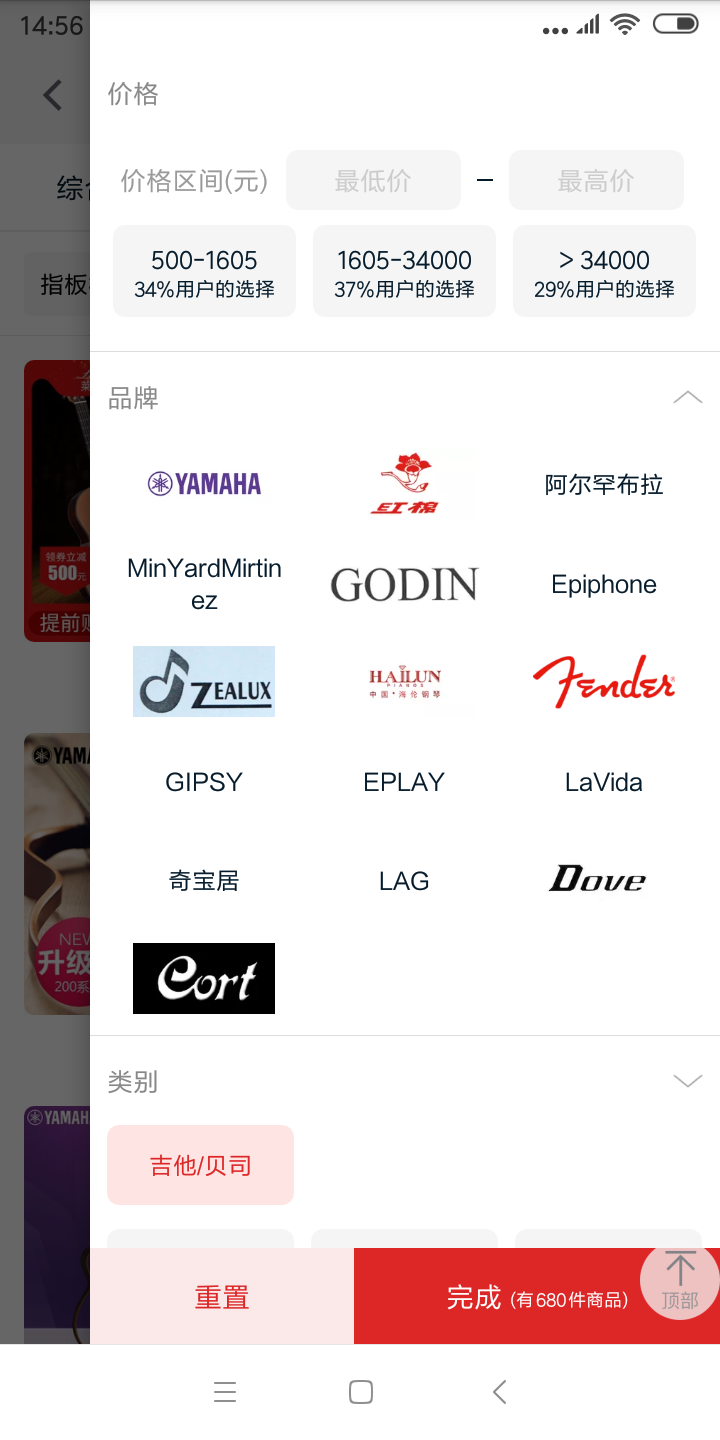 14:56
价格
综
价格区间(元) 最低价 – 最高价
指板
500-1605 1605-34000 > 34000
34%用户的选择 37%用户的选择 29%用户的选择
品牌
YAMAHA 红棉 阿尔罕布拉
领券立减
500元
MinYardMirtin
ez
GODIN Epiphone
提前
ZEALUX HAILUN
PIANOS
中国·海伦钢琴
Fender
YAM
GIPSY EPLAY LaVida
奇宝居 LAG Dove
NEW
升级
200系
Cort
类别
YAMAH
吉他/贝司
重置 完成 (有680件商品)
顶部